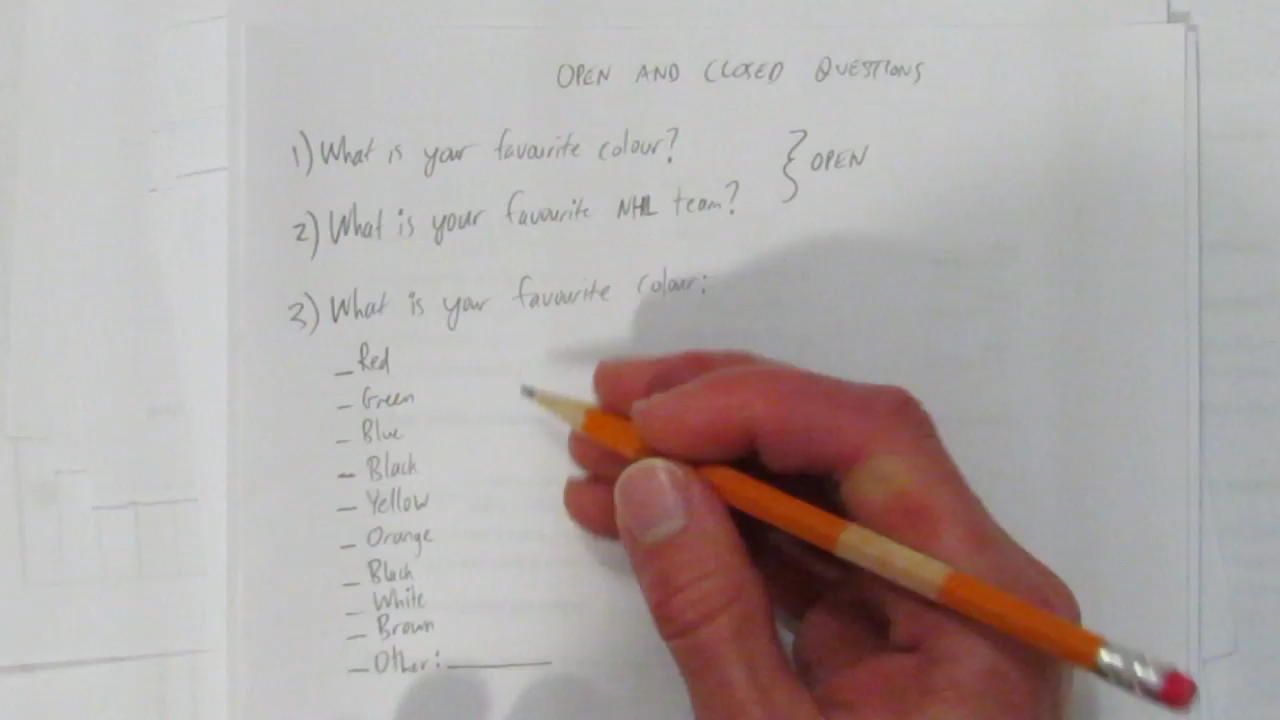 OPEN AND CLOSED QUESTIONS
1) What is your favourite colour?
} OPEN
2) What is your favourite NHL team?
3) What is your favourite colour:
_ Red
_ Green
_ Blue
_ Black
_ Yellow
_ Orange
_ Black
_ White
_ Brown
_ Other: ________